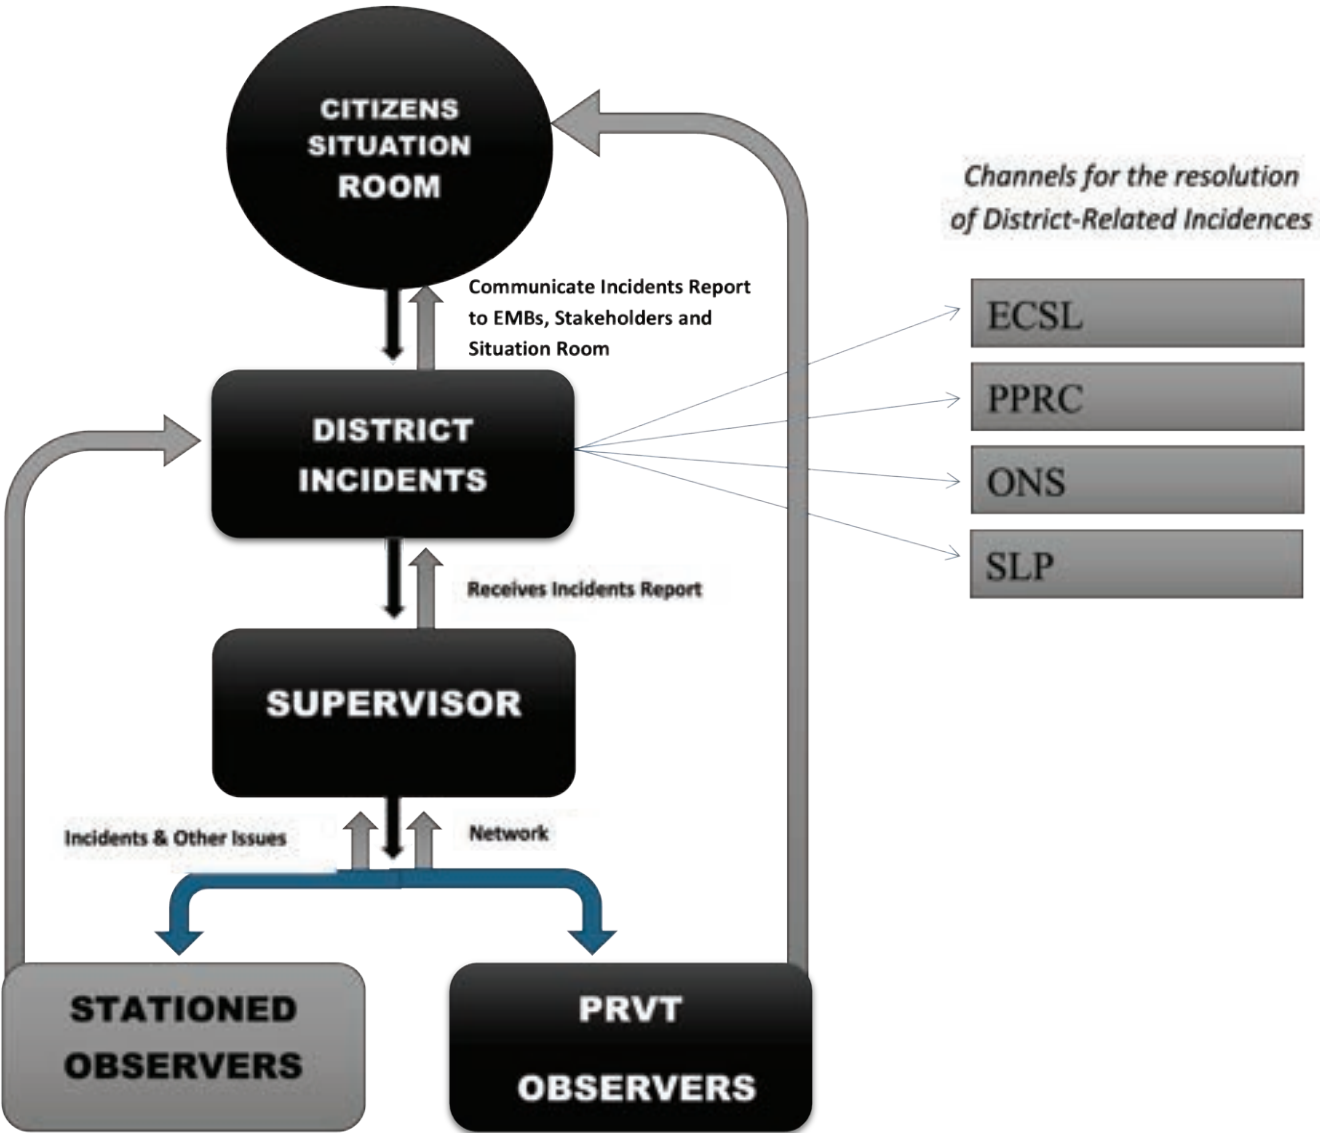 CITIZENS
SITUATION
ROOM
Channels for the resolution
of District-Related Incidences
Communicate Incidents Report
to EMBs, Stakeholders and
Situation Room
ECSL
PPRC
ONS
SLP
DISTRICT
INCIDENTS
Receives Incidents Report
SUPERVISOR
Incidents & Other Issues
Network
STATIONED
OBSERVERS
PRVT
OBSERVERS